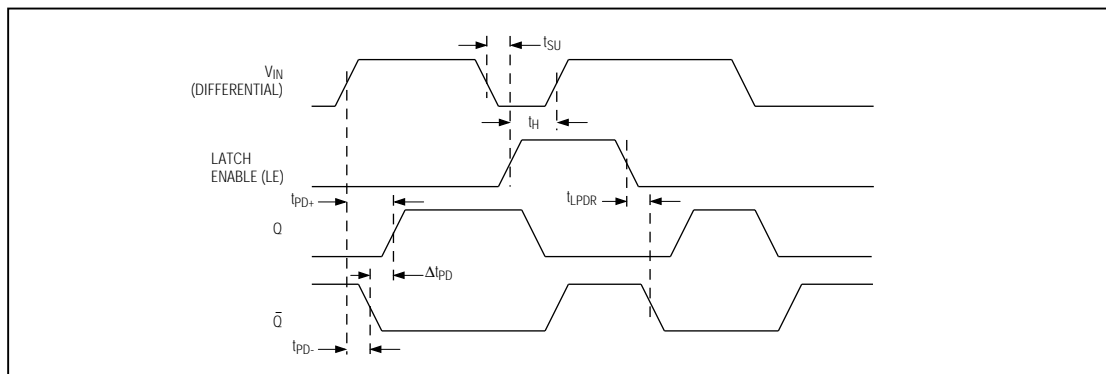 tSU
VIN
(DIFFERENTIAL)
tH
LATCH
ENABLE (LE)
tPD+
tLPDR
Q
ΔtPD
Q̅
tPD-